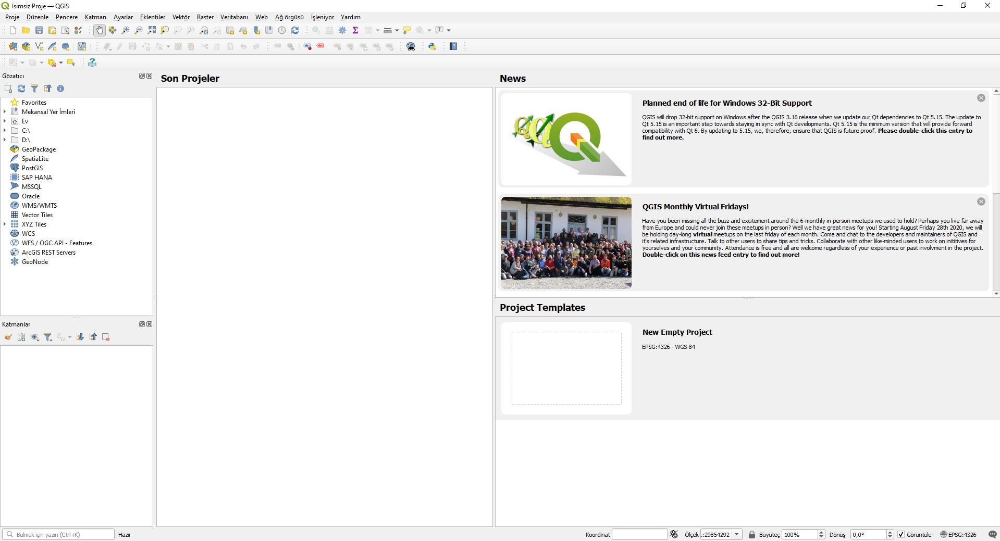 İsimsiz Proje — QGIS
Proje Düzenle Pencere Katman Ayarlar Eklentiler Vektör Raster Veritabanı Web Ağ örgüsü İşleniyor Yardım
Gözatıcı
Favorites
Mekansal Yer İmleri
Ev
C:\
D:\
GeoPackage
SpatiaLite
PostGIS
SAP HANA
MSSQL
Oracle
WMS/WMTS
Vector Tiles
XYZ Tiles
WCS
WFS / OGC API - Features
ArcGIS REST Servers
GeoNode
Katmanlar
Son Projeler
News
Planned end of life for Windows 32-Bit Support
QGIS will drop 32-bit support on Windows after the QGIS 3.16 release when we update our Qt dependencies to Qt 5.15. The update to
Qt 5.15 is an important step towards staying in sync with Qt developments. Qt 5.15 is the minimum version that will provide forward
compatibility with Qt 6. By updating to 5.15, we, therefore, ensure that QGIS is future proof. Please double-click this entry to
find out more.
QGIS Monthly Virtual Fridays!
Have you been missing all the buzz and excitement around the 6-monthly in-person meetups we used to hold? Perhaps you live far away
from Europe and could never join these meetups in person? Well we have great news for you! Starting August Friday 28th 2020, we will
be holding day-long virtual meetups on the last friday of each month. Come and chat to the developers and maintainers of QGIS and
it's related infrastructure. Talk to other users to share tips and tricks. Collaborate with other like-minded users to work on inititives for
yourselves and your community. Attendance is free and all are welcome regardless of your experience or past involvment in the project.
Double-click on this news feed entry to find out more!
Project Templates
New Empty Project
EPSG:4326 - WGS 84
Bulmak için yazın (Ctrl+K) Hazır Koordinat Ölçek .:29854292 Büyüteç 100% Dönüş 0,0° Görüntüle EPSG:4326